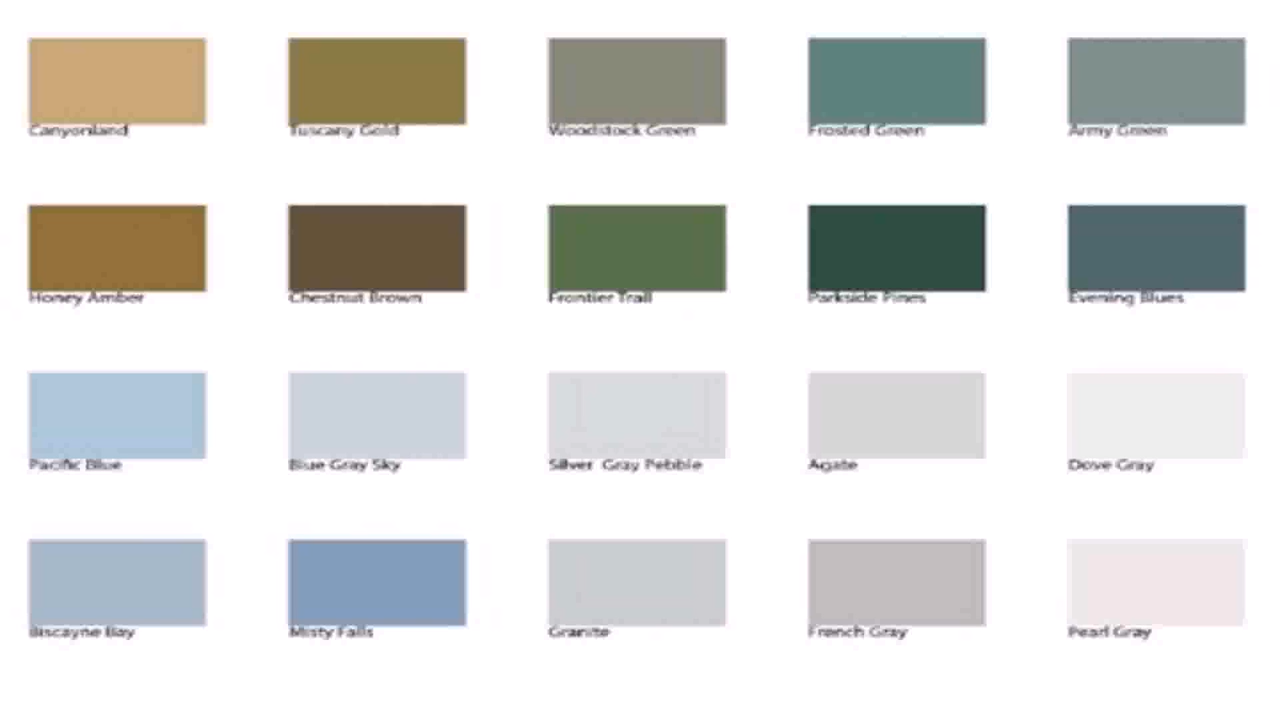 Canyonland
Tuscany Gold
Woodstock Green
Frosted Green
Army Green
Honey Amber
Chestnut Brown
Frontier Trail
Parkside Pines
Evening Blues
Pacific Blue
Blue Gray Sky
Silver Gray Pebble
Agate
Dove Gray
Biscayne Bay
Misty Falls
Granite
French Gray
Pearl Gray